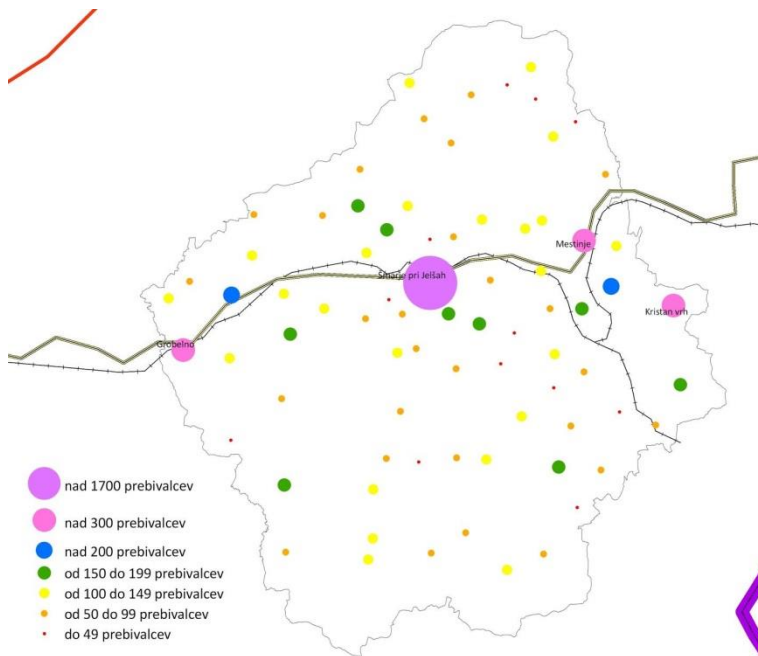 Mestinje
Šmarje pri Jelšah
Kristan vrh
Grobelno
nad 1700 prebivalcev
nad 300 prebivalcev
nad 200 prebivalcev
od 150 do 199 prebivalcev
od 100 do 149 prebivalcev
od 50 do 99 prebivalcev
do 49 prebivalcev